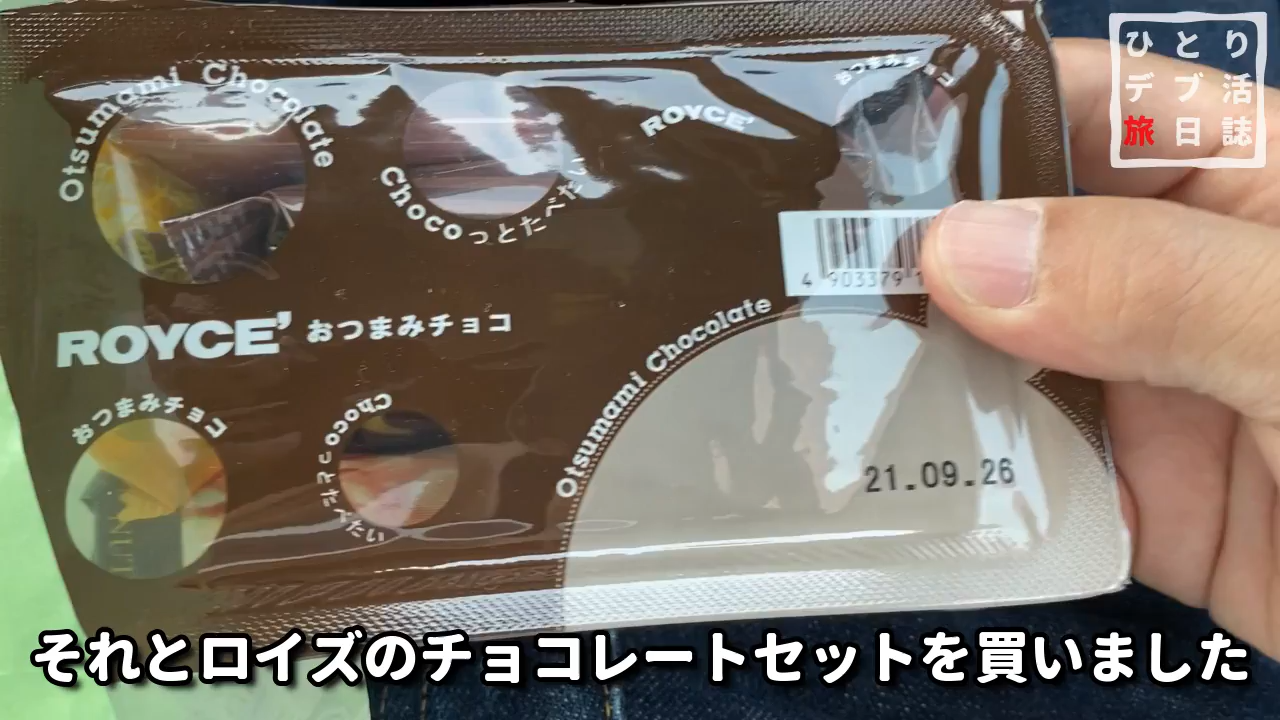 ひとり
デブ活
旅日誌
Otsumami Chocolate
Chocoっとたべたい
ROYCE'
おつまみチョコ
4 903379 1
Otsumami Chocolate
ROYCE' おつまみチョコ
おつまみチョコ
Chocoっとたべたい
NUT
21.09.26
それとロイズのチョコレートセットを買いました